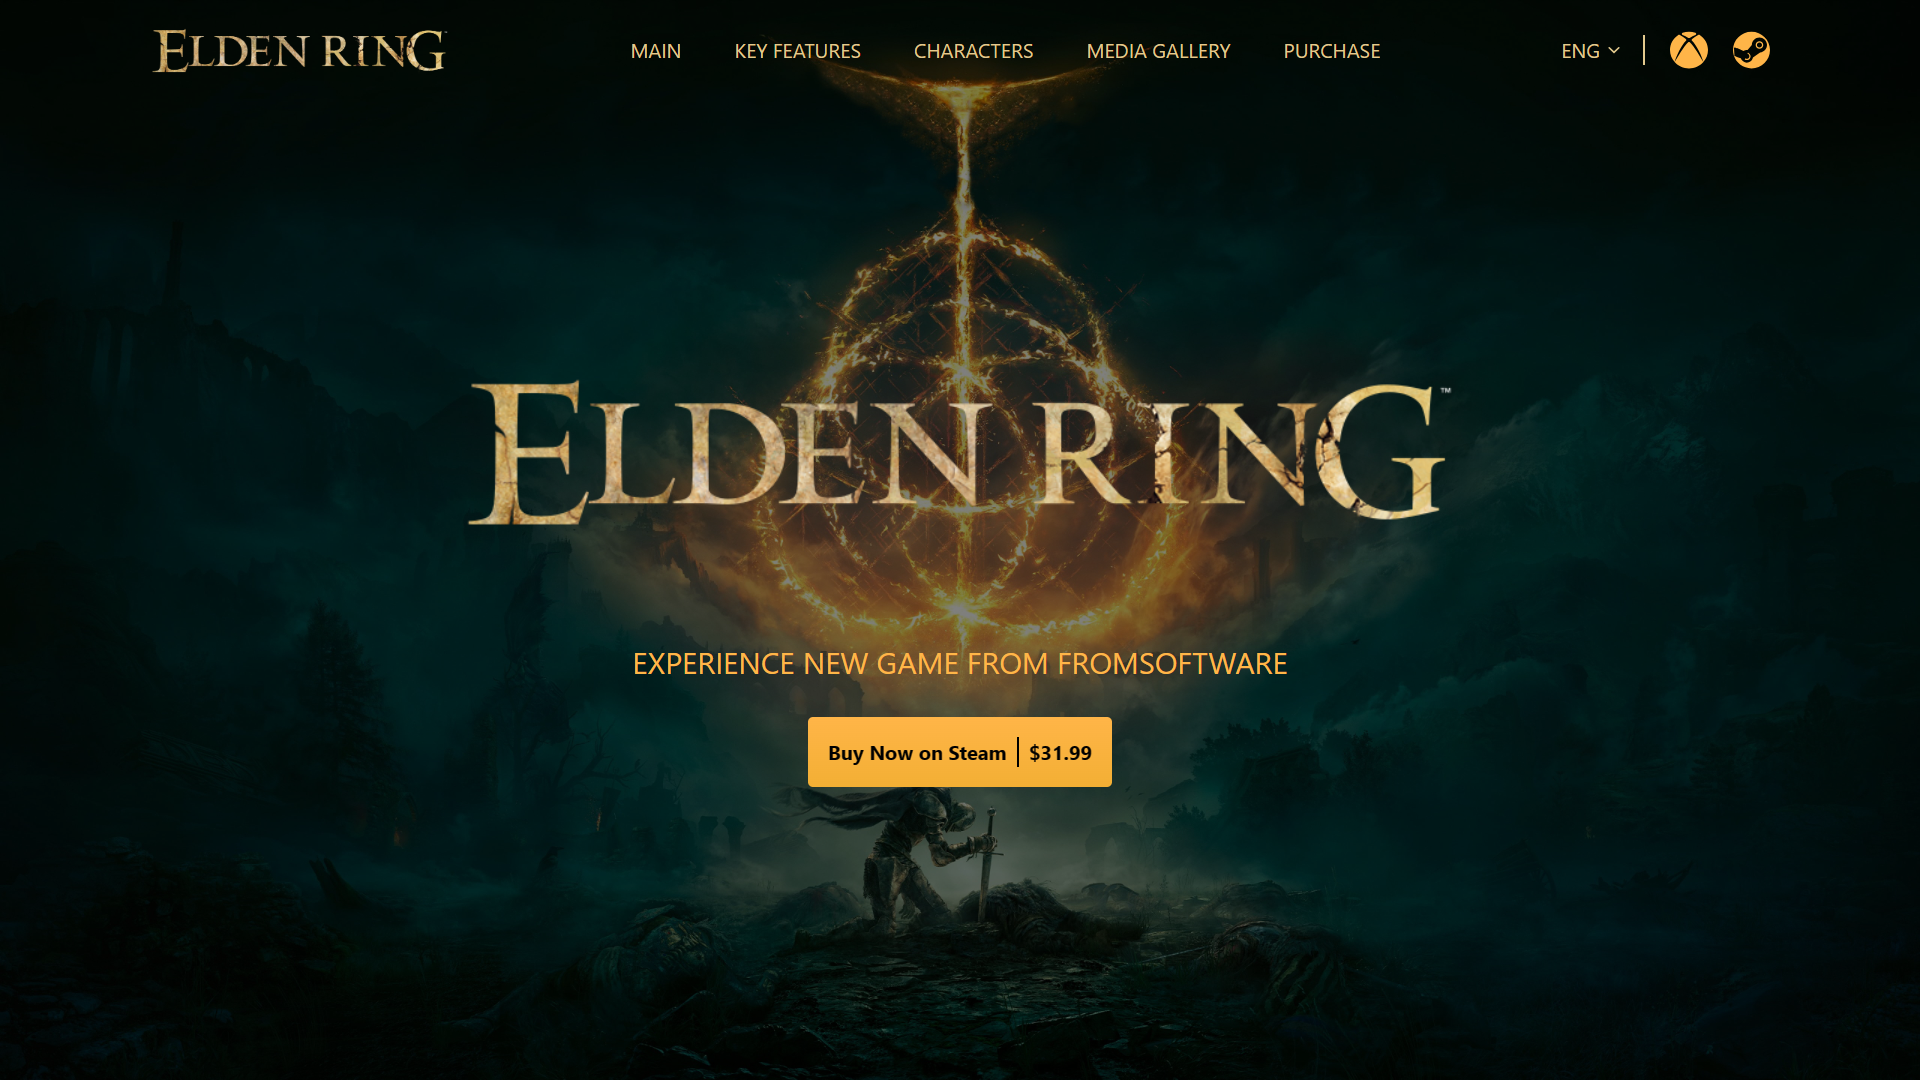 ELDEN RING
MAIN
KEY FEATURES
CHARACTERS
MEDIA GALLERY
PURCHASE
ENG
ELDEN RING™
EXPERIENCE NEW GAME FROM FROMSOFTWARE
Buy Now on Steam | $31.99